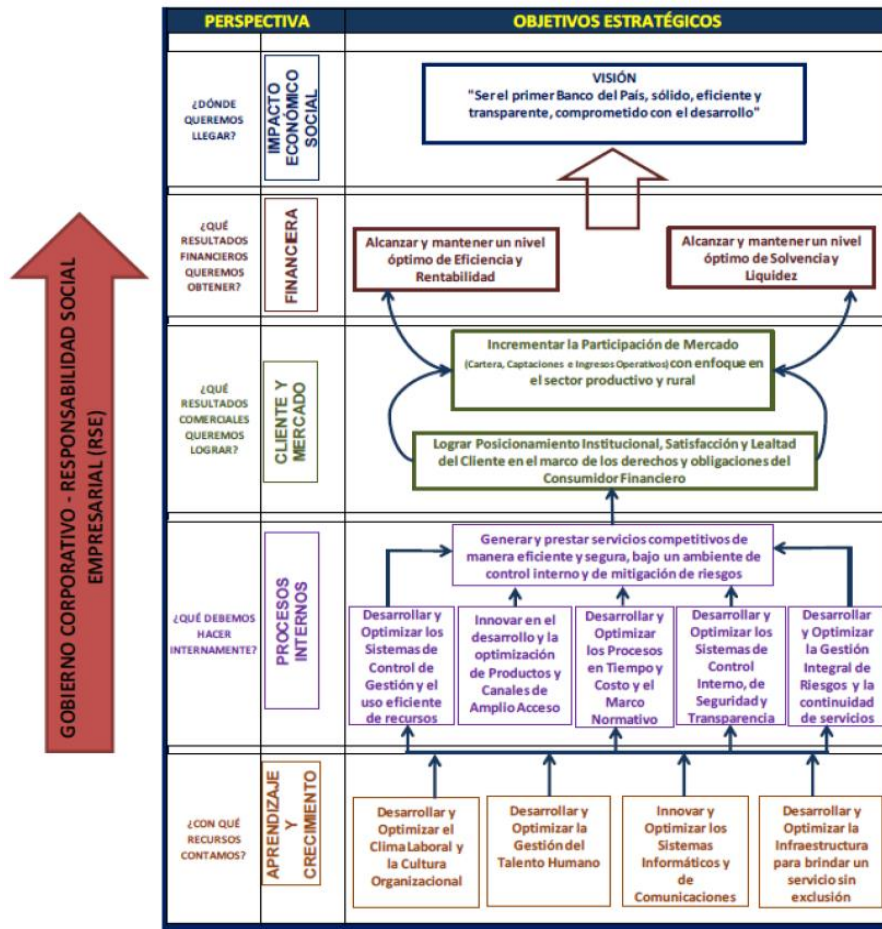 PERSPECTIVA
OBJETIVOS ESTRATÉGICOS
¿DÓNDE
QUEREMOS
LLEGAR?
IMPACTO
ECONÓMICO
SOCIAL
VISIÓN
"Ser el primer Banco del País, sólido, eficiente y
transparente, comprometido con el desarrollo"
GOBIERNO CORPORATIVO - RESPONSABILIDAD SOCIAL
EMPRESARIAL (RSE)
¿QUÉ
RESULTADOS
FINANCIEROS
QUEREMOS
OBTENER?
FINANCIERA
Alcanzar y mantener un nivel
óptimo de Eficiencia y
Rentabilidad
Alcanzar y mantener un nivel
óptimo de Solvencia y
Liquidez
¿QUÉ
RESULTADOS
COMERCIALES
QUEREMOS
LOGRAR?
CLIENTE Y
MERCADO
Incrementar la Participación de Mercado
(Cartera, Captaciones e Ingresos Operativos) con enfoque en
el sector productivo y rural
Lograr Posicionamiento Institucional, Satisfacción y Lealtad
del Cliente en el marco de los derechos y obligaciones del
Consumidor Financiero
¿QUÉ DEBEMOS
HACER
INTERNAMENTE?
PROCESOS
INTERNOS
Generar y prestar servicios competitivos de
manera eficiente y segura, bajo un ambiente de
control interno y de mitigación de riesgos
Desarrollar y
Optimizar los
Sistemas de
Control de
Gestión y el
uso eficiente
de recursos
Innovar en el
desarrollo y la
optimización
de Productos y
Canales de
Amplio Acceso
Desarrollar y
Optimizar
los Procesos
en Tiempo y
Costo y el
Marco
Normativo
Desarrollar y
Optimizar los
Sistemas de
Control
Interno, de
Seguridad y
Transparencia
Desarrollar
y Optimizar
la Gestión
Integral de
Riesgos y la
continuidad
de servicios
¿CON QUÉ
RECURSOS
CONTAMOS?
APRENDIZAJE
Y
CRECIMIENTO
Desarrollar y
Optimizar el
Clima Laboral y
la Cultura
Organizacional
Desarrollar y
Optimizar la
Gestión del
Talento Humano
Innovar y
Optimizar los
Sistemas
Informáticos y
de
Comunicaciones
Desarrollar y
Optimizar la
Infraestructura
para brindar un
servicio sin
exclusión